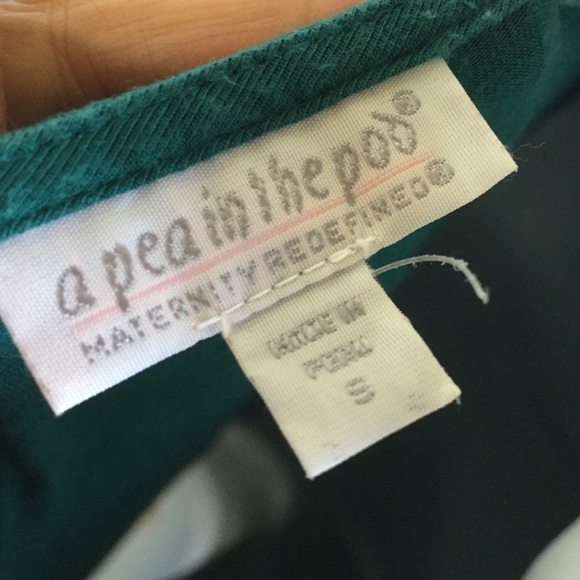 a pea in the pod®
MATERNITY REDEFINED®
MADE IN
PERU
S